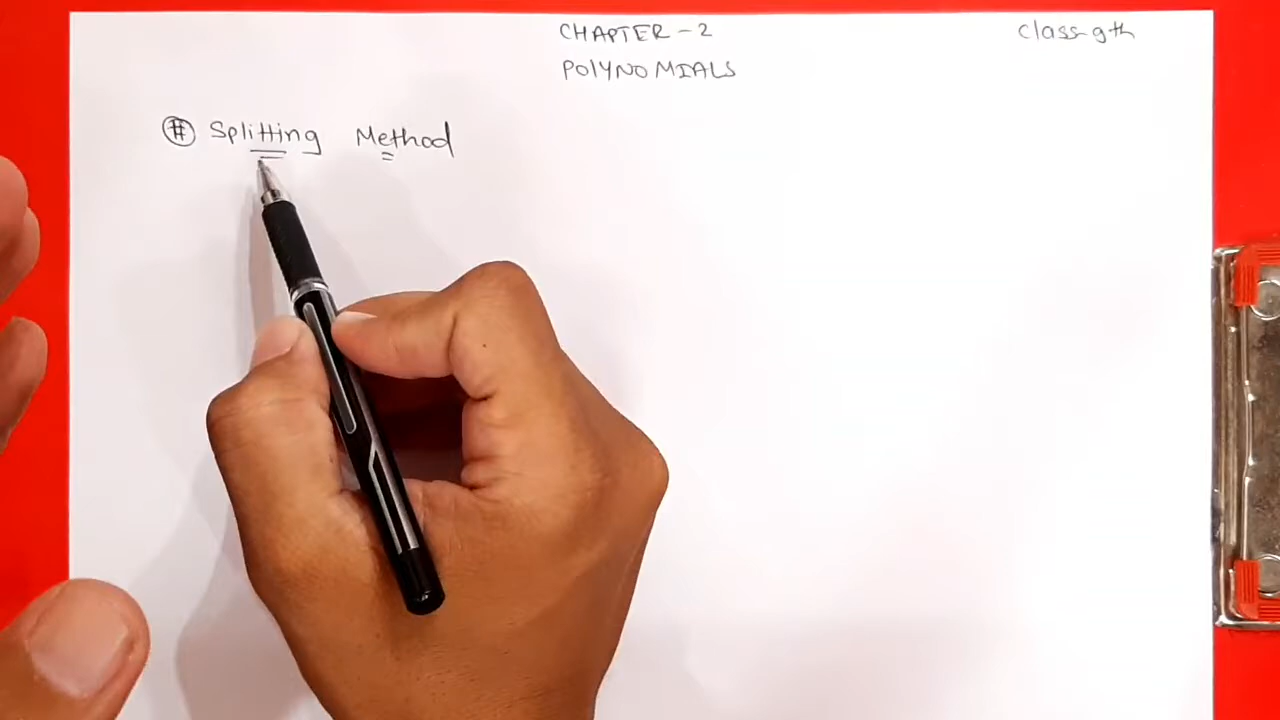 CHAPTER - 2
Class-9th
POLYNOMIALS
# Splitting Method